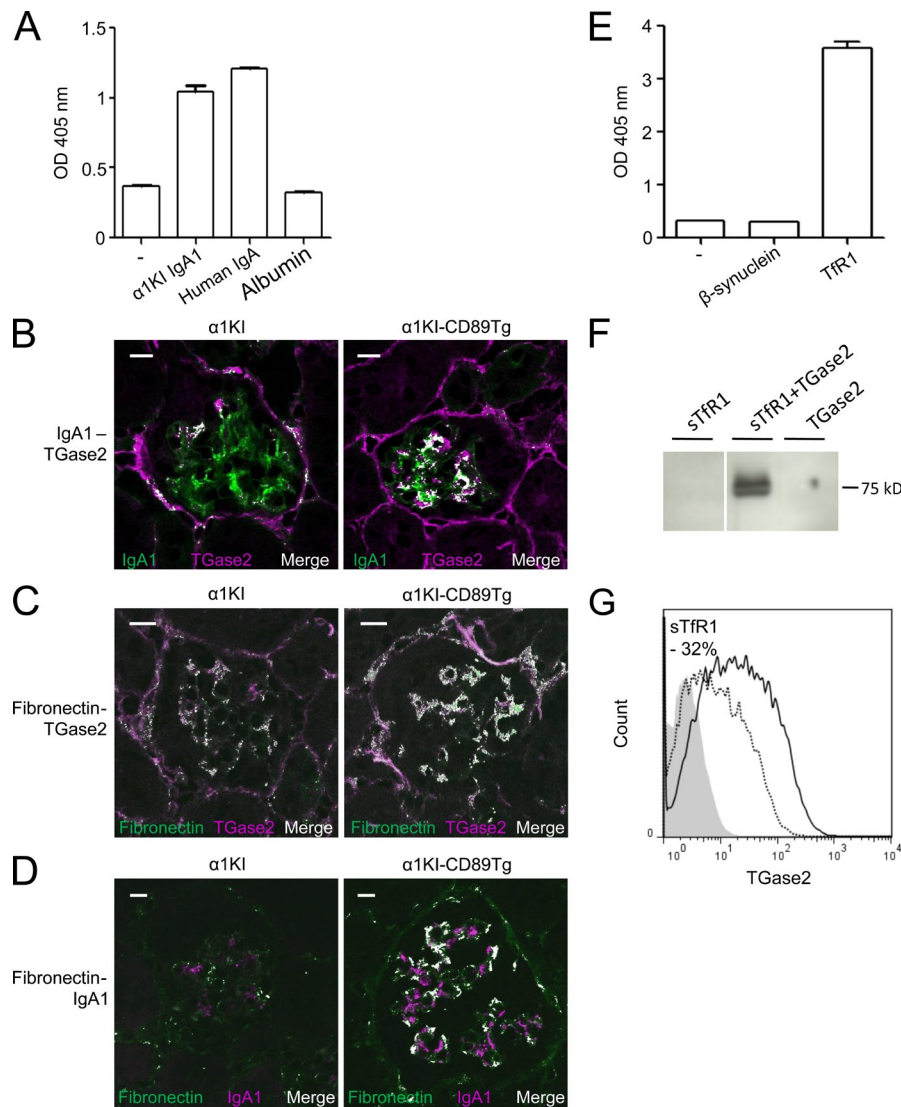 A
OD 405 nm
1.5
1
0.5
0
-
α1KI IgA1
Human IgA
Albumin
E
OD 405 nm
4
3
2
1
0
-
β-synuclein
TfR1
B
α1KI
α1KI-CD89Tg
IgA1 –
TGase2
IgA1 TGase2 Merge
IgA1 TGase2 Merge
C
α1KI
α1KI-CD89Tg
Fibronectin-
TGase2
Fibronectin TGase2 Merge
Fibronectin TGase2 Merge
D
α1KI
α1KI-CD89Tg
Fibronectin-
IgA1
Fibronectin IgA1 Merge
Fibronectin IgA1 Merge
F
sTfR1
sTfR1+TGase2
TGase2
75 kD
G
sTfR1
- 32%
Count
0
10⁰ 10¹ 10² 10³ 10⁴
TGase2